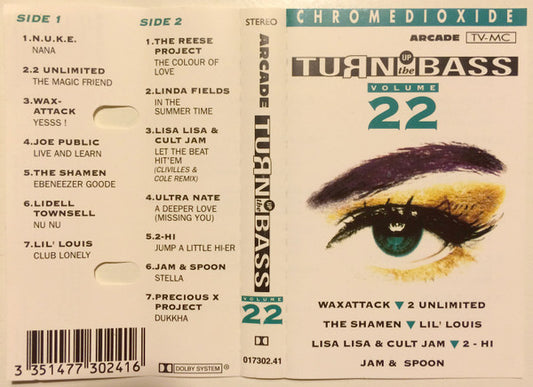 SIDE 1
1.N.U.K.E.
NANA
2.2 UNLIMITED
THE MAGIC FRIEND
3.WAX-
ATTACK
YESSS !
4.JOE PUBLIC
LIVE AND LEARN
5.THE SHAMEN
EBENEEZER GOODE
6.LIDELL
TOWNSELL
NU NU
7.LIL' LOUIS
CLUB LONELY
3 351477 302416
SIDE 2
1.THE REESE
PROJECT
THE COLOUR OF
LOVE
2.LINDA FIELDS
IN THE
SUMMER TIME
3.LISA LISA &
CULT JAM
LET THE BEAT
HIT'EM
(CLIVILLES &
COLE REMIX)
4.ULTRA NATE
A DEEPER LOVE
(MISSING YOU)
5.2-HI
JUMP A LITTLE HI-ER
6.JAM & SPOON
STELLA
7.PRECIOUS X
PROJECT
DUKKHA
DOLBY SYSTEM ®
STEREO
ARCADE
TURN UP the BASS
VOLUME
22
017302.41
CHROMEDIOXIDE
ARCADE TV-MC
TURN UP the BASS
VOLUME
22
WAXATTACK ▼ 2 UNLIMITED
THE SHAMEN ▼ LIL' LOUIS
LISA LISA & CULT JAM ▼ 2 - HI
JAM & SPOON